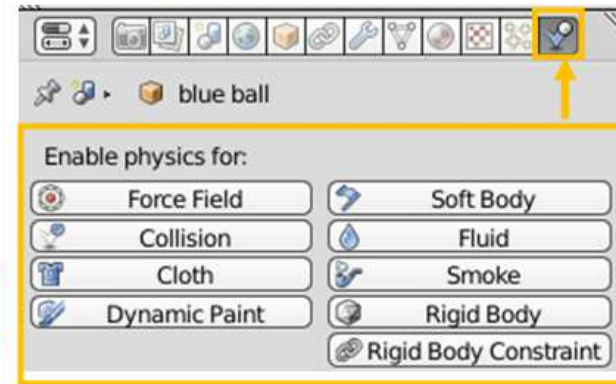 blue ball
Enable physics for:
Force Field
Soft Body
Collision
Fluid
Cloth
Smoke
Dynamic Paint
Rigid Body
Rigid Body Constraint